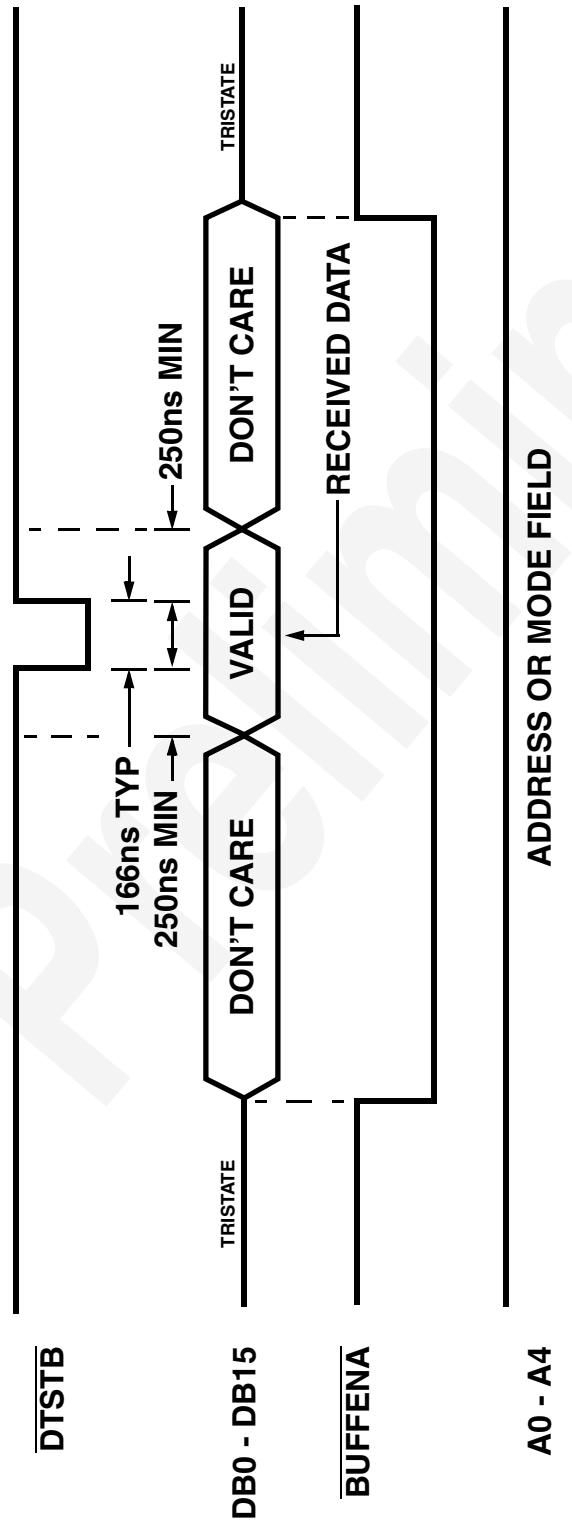 DTSTB
166ns TYP
250ns MIN
250ns MIN
DB0 - DB15
TRISTATE
DON'T CARE
VALID
DON'T CARE
TRISTATE
RECEIVED DATA
BUFFENA
A0 - A4
ADDRESS OR MODE FIELD